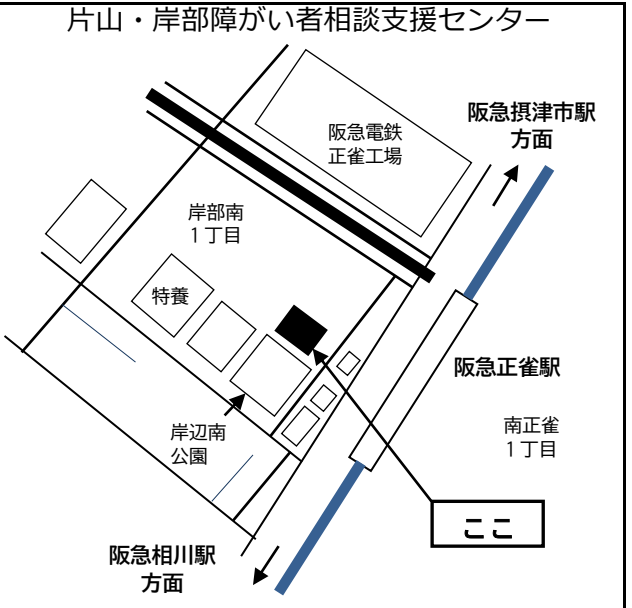 片山・岸部障がい者相談支援センター
阪急摂津市駅
方面
阪急電鉄
正雀工場
岸部南
１丁目
特養
阪急正雀駅
岸辺南
公園
南正雀
１丁目
ここ
阪急相川駅
方面